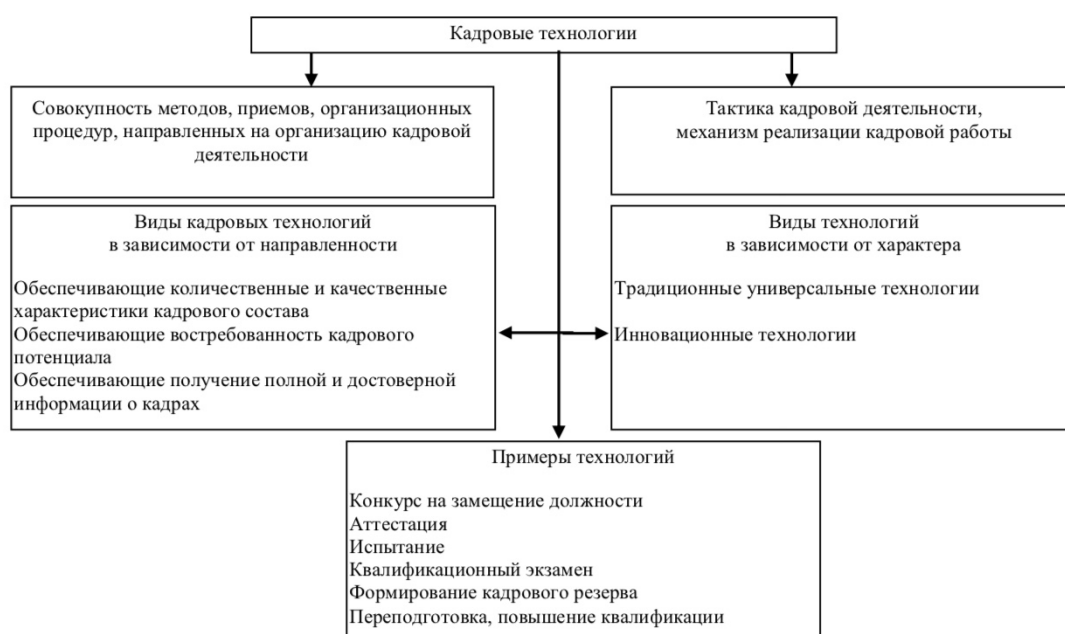 Кадровые технологии
Совокупность методов, приемов, организационных
процедур, направленных на организацию кадровой
деятельности
Тактика кадровой деятельности,
механизм реализации кадровой работы
Виды кадровых технологий
в зависимости от направленности
Обеспечивающие количественные и качественные
характеристики кадрового состава
Обеспечивающие востребованность кадрового
потенциала
Обеспечивающие получение полной и достоверной
информации о кадрах
Виды технологий
в зависимости от характера
Традиционные универсальные технологии
Инновационные технологии
Примеры технологий
Конкурс на замещение должности
Аттестация
Испытание
Квалификационный экзамен
Формирование кадрового резерва
Переподготовка, повышение квалификации